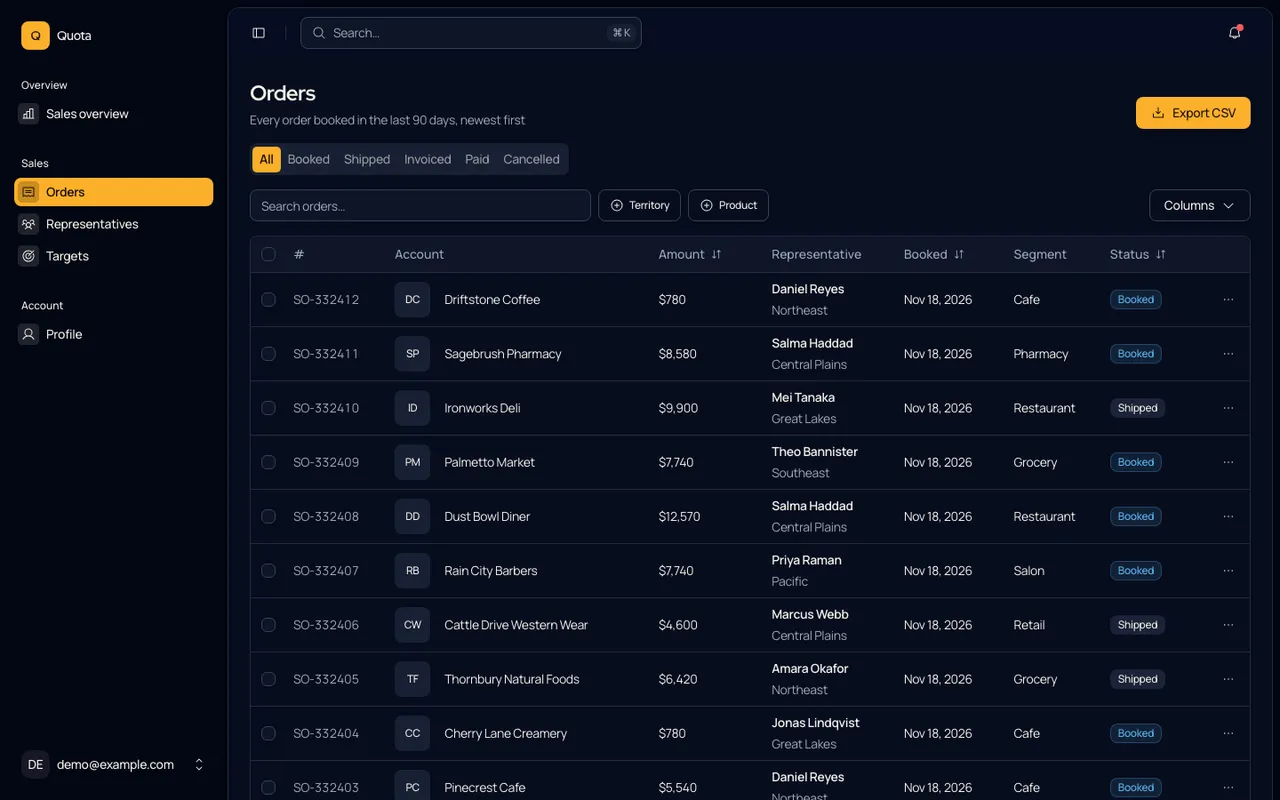 Q Quota
Overview
Sales overview
Sales
Orders
Representatives
Targets
Account
Profile
DE demo@example.com
Search... ⌘K
Orders
Every order booked in the last 90 days, newest first
Export CSV
All Booked Shipped Invoiced Paid Cancelled
Search orders... Territory Product Columns
# Account Amount Representative Booked Segment Status
SO-332412 DC Driftstone Coffee $780 Daniel Reyes Nov 18, 2026 Cafe Booked
Northeast
SO-332411 SP Sagebrush Pharmacy $8,580 Salma Haddad Nov 18, 2026 Pharmacy Booked
Central Plains
SO-332410 ID Ironworks Deli $9,900 Mei Tanaka Nov 18, 2026 Restaurant Shipped
Great Lakes
SO-332409 PM Palmetto Market $7,740 Theo Bannister Nov 18, 2026 Grocery Booked
Southeast
SO-332408 DD Dust Bowl Diner $12,570 Salma Haddad Nov 18, 2026 Restaurant Booked
Central Plains
SO-332407 RB Rain City Barbers $7,740 Priya Raman Nov 18, 2026 Salon Booked
Pacific
SO-332406 CW Cattle Drive Western Wear $4,600 Marcus Webb Nov 18, 2026 Retail Shipped
Central Plains
SO-332405 TF Thornbury Natural Foods $6,420 Amara Okafor Nov 18, 2026 Grocery Shipped
Northeast
SO-332404 CC Cherry Lane Creamery $780 Jonas Lindqvist Nov 18, 2026 Cafe Booked
Great Lakes
SO-332403 PC Pinecrest Cafe $5,540 Daniel Reyes Nov 18, 2026 Cafe Booked
Northeast